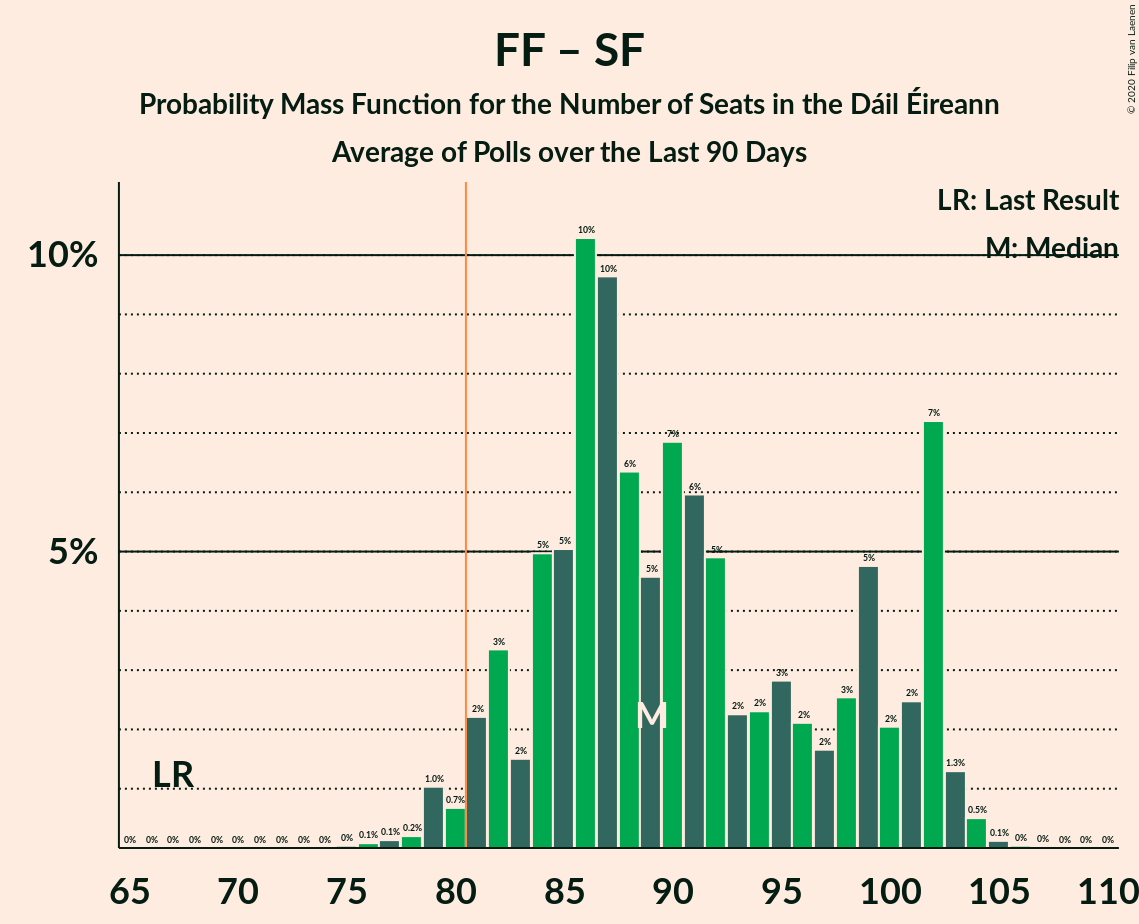 © 2020 Filip van Laenen
FF – SF
Probability Mass Function for the Number of Seats in the Dáil Éireann
Average of Polls over the Last 90 Days
LR: Last Result
M: Median
10%
5%
0% 0% 0% 0% 0% 0% 0% 0% 0% 0% 0% 0.1% 0.1% 0.2% 1.0% 0.7% 2% 3% 2% 5% 5% 10% 10% 6% 5% 7% 6% 5% 2% 2% 3% 2% 2% 3% 5% 2% 2% 7% 1.3% 0.5% 0.1% 0% 0% 0% 0% 0%
LR
M
65 70 75 80 85 90 95 100 105 110